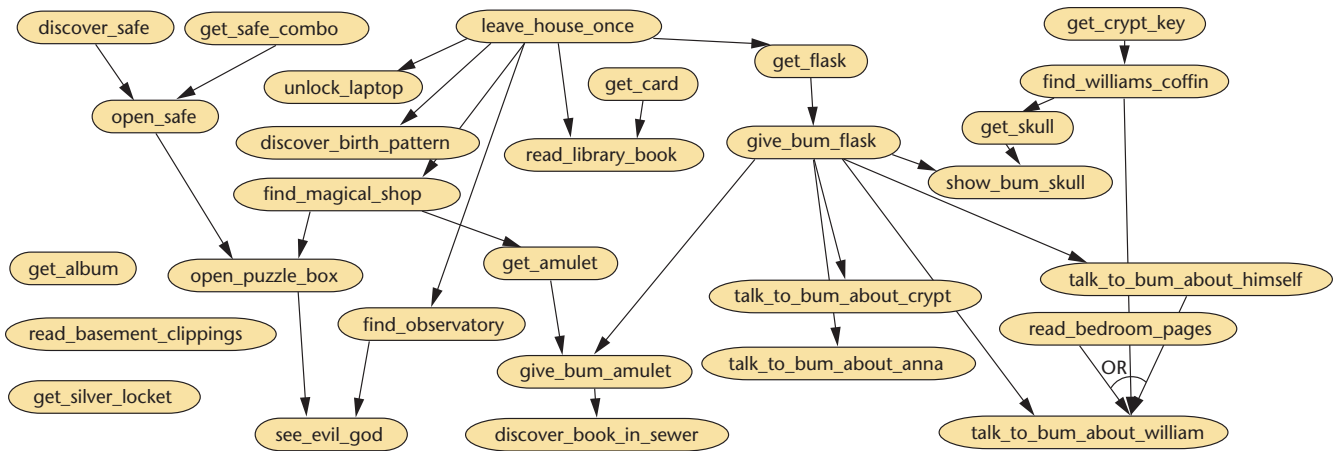 discover_safe
get_safe_combo
leave_house_once
get_crypt_key
get_flask
unlock_laptop
get_card
find_williams_coffin
open_safe
get_skull
discover_birth_pattern
read_library_book
give_bum_flask
show_bum_skull
find_magical_shop
get_album
open_puzzle_box
get_amulet
talk_to_bum_about_himself
talk_to_bum_about_crypt
read_basement_clippings
find_observatory
read_bedroom_pages
talk_to_bum_about_anna
give_bum_amulet
OR
get_silver_locket
see_evil_god
discover_book_in_sewer
talk_to_bum_about_william